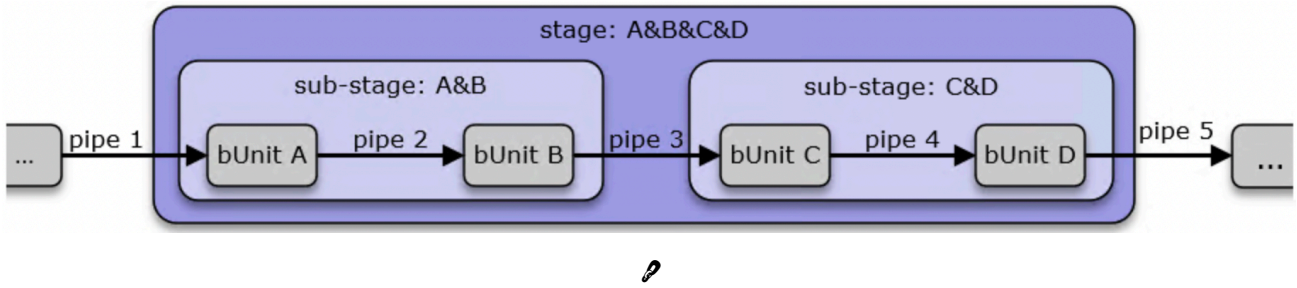 stage: A&B&C&D
sub-stage: A&B
sub-stage: C&D
... pipe 1 bUnit A pipe 2 bUnit B pipe 3 bUnit C pipe 4 bUnit D pipe 5 ...